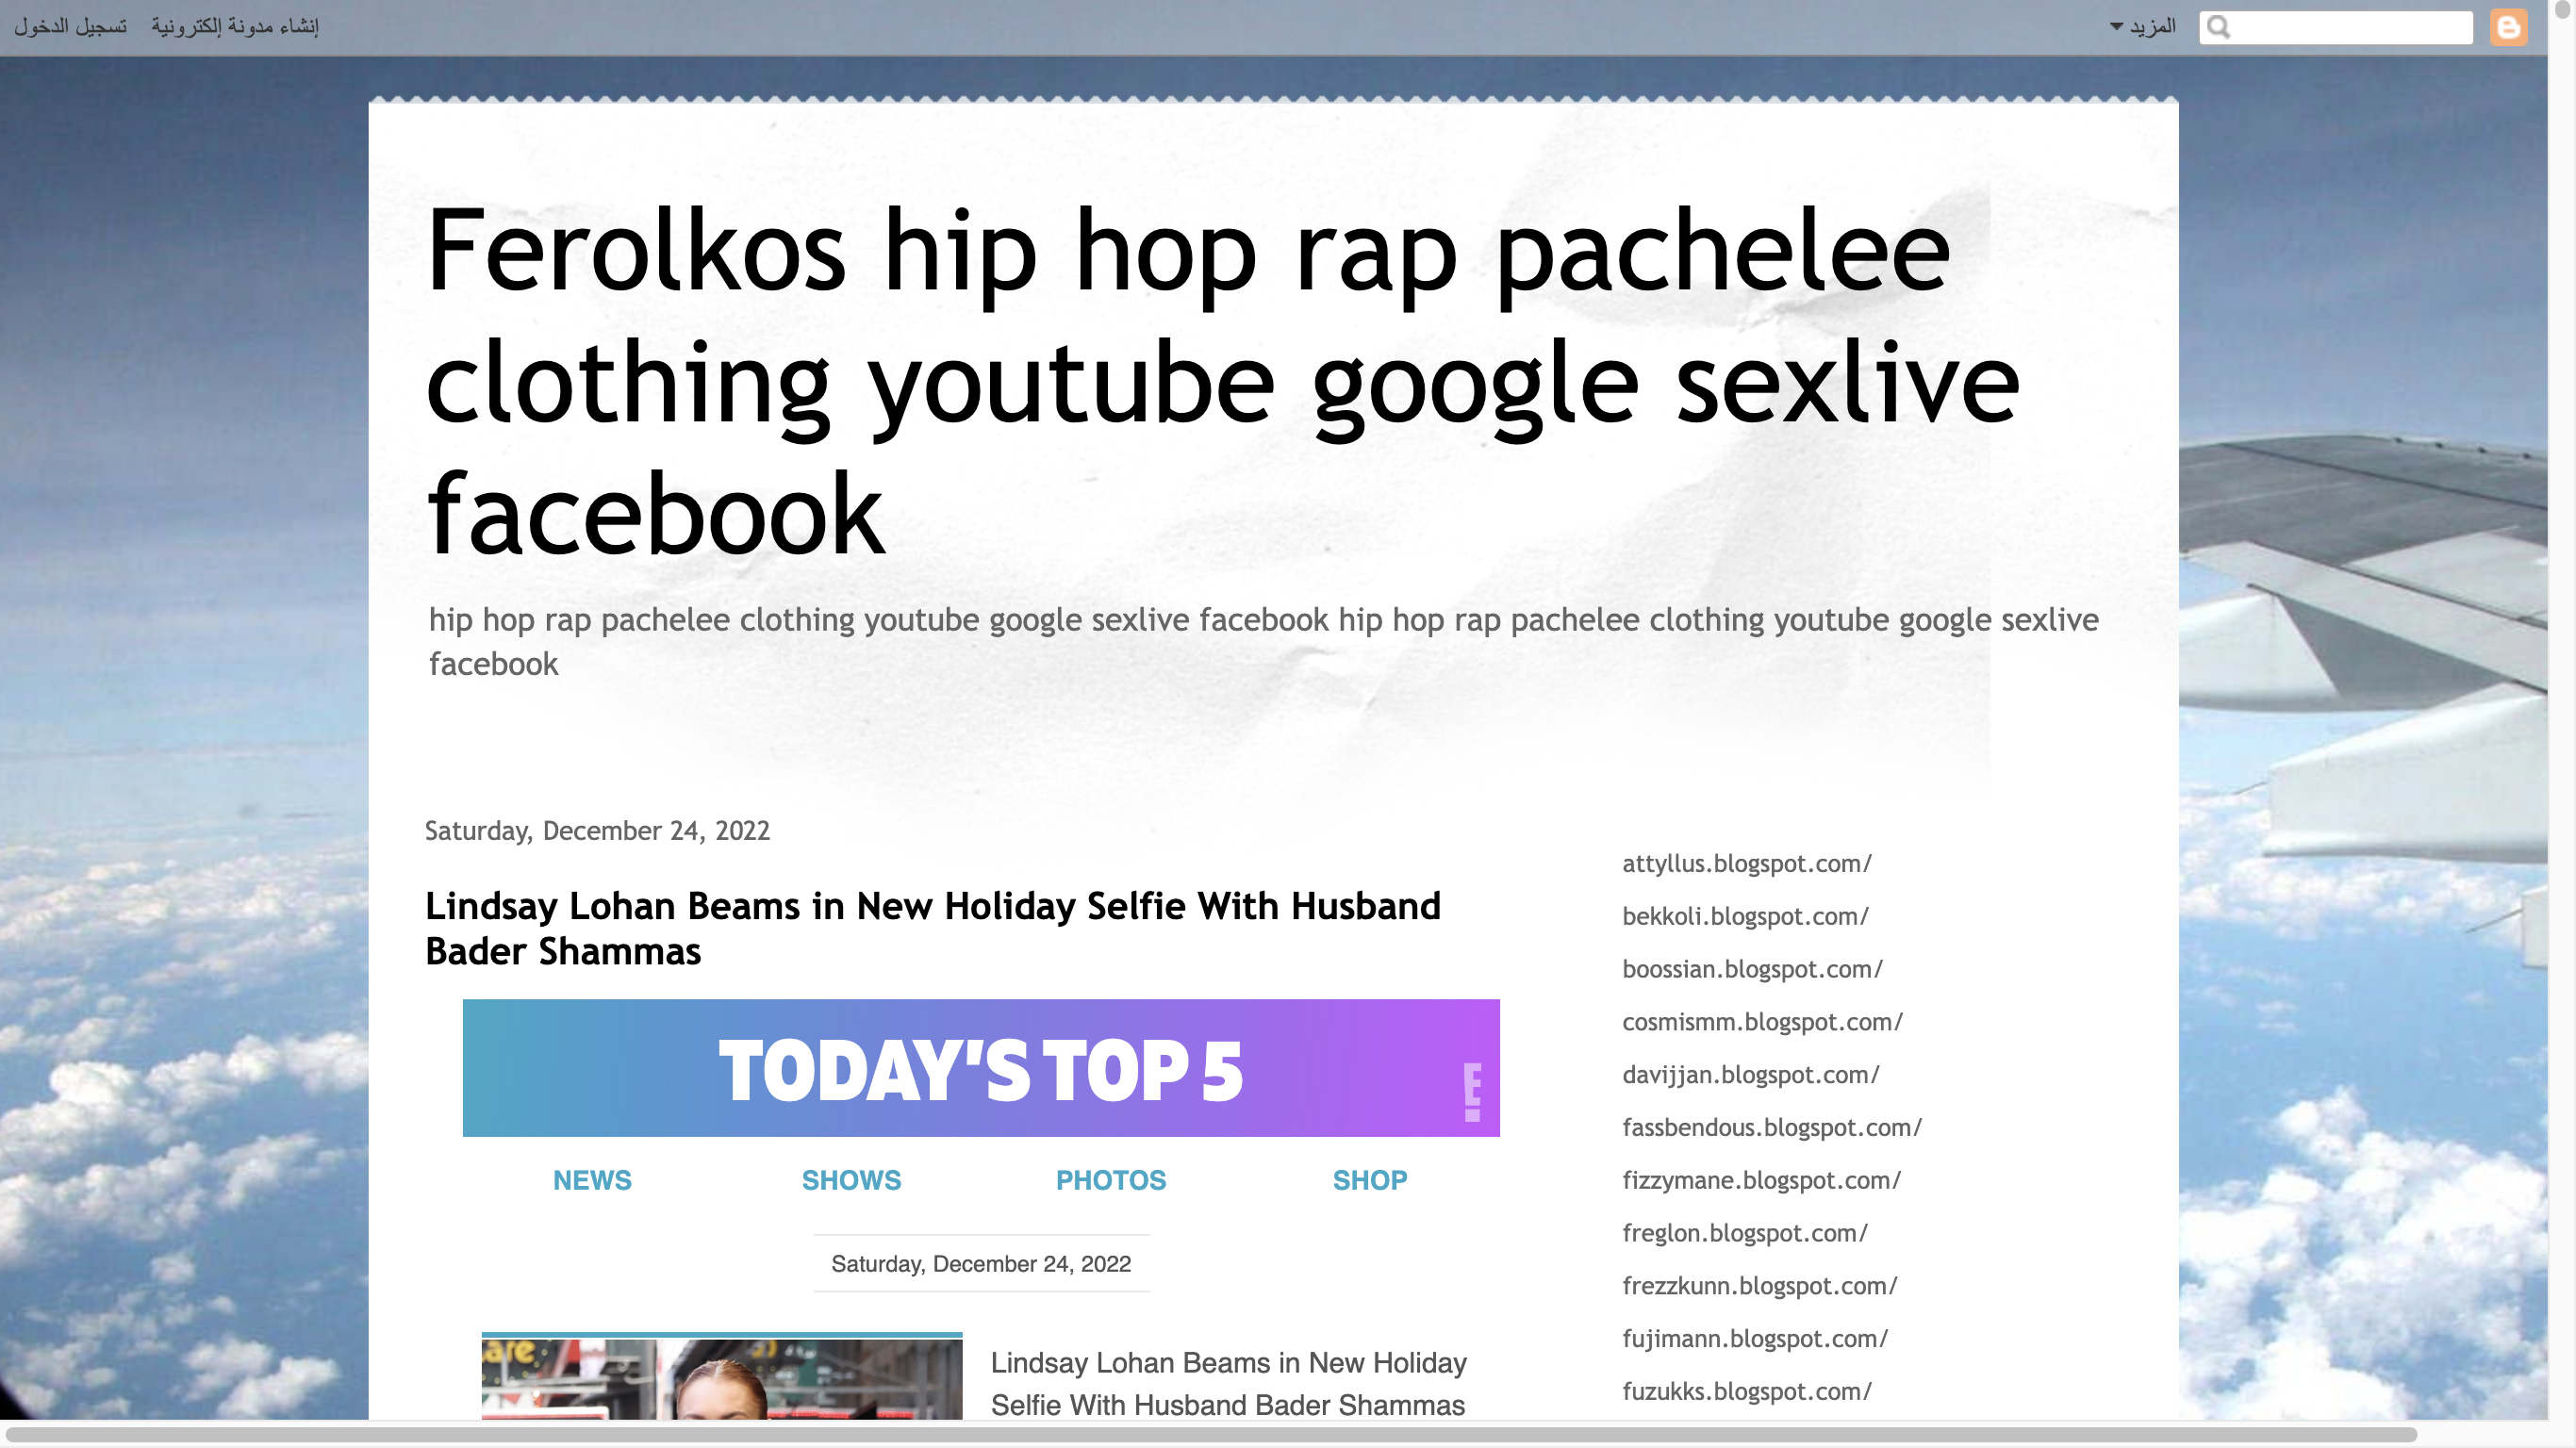 تسجيل الدخول
إنشاء مدونة إلكترونية
المزيد
Ferolkos hip hop rap pachelee
clothing youtube google sexlive
facebook
hip hop rap pachelee clothing youtube google sexlive facebook hip hop rap pachelee clothing youtube google sexlive
facebook
Saturday, December 24, 2022
Lindsay Lohan Beams in New Holiday Selfie With Husband
Bader Shammas
TODAY'S TOP 5
E!
NEWS SHOWS PHOTOS SHOP
Saturday, December 24, 2022
Lindsay Lohan Beams in New Holiday
Selfie With Husband Bader Shammas
attyllus.blogspot.com/
bekkoli.blogspot.com/
boossian.blogspot.com/
cosmismm.blogspot.com/
davijjan.blogspot.com/
fassbendous.blogspot.com/
fizzymane.blogspot.com/
freglon.blogspot.com/
frezzkunn.blogspot.com/
fujimann.blogspot.com/
fuzukks.blogspot.com/